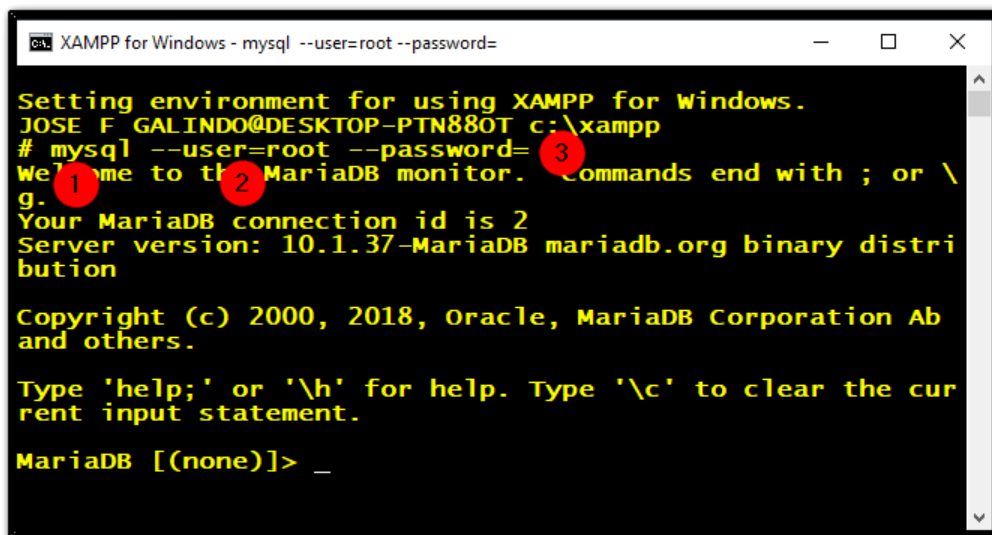 XAMPP for Windows - mysql --user=root --password=
Setting environment for using XAMPP for Windows.
JOSE F GALINDO@DESKTOP-PTN88OT c:\xampp
# mysql --user=root --password=
3
Welcome to the MariaDB monitor. Commands end with ; or \
1
2
g.
Your MariaDB connection id is 2
Server version: 10.1.37-MariaDB mariadb.org binary distri
bution
Copyright (c) 2000, 2018, Oracle, MariaDB Corporation Ab
and others.
Type 'help;' or '\h' for help. Type '\c' to clear the cur
rent input statement.
MariaDB [(none)]> _